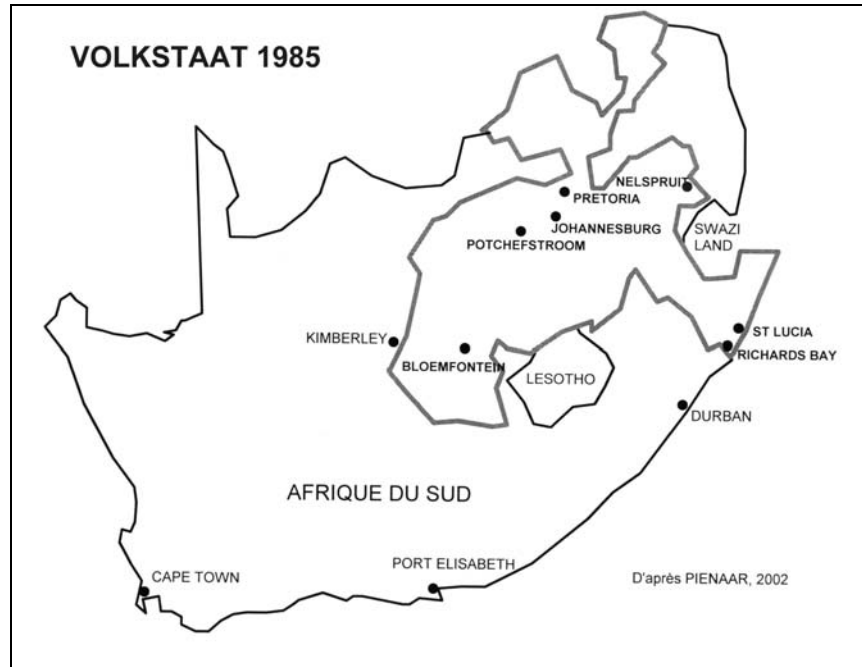 VOLKSTAAT 1985
NELSPRUIT
PRETORIA
JOHANNESBURG
POTCHEFSTROOM
SWAZI
LAND
KIMBERLEY
BLOEMFONTEIN
LESOTHO
ST LUCIA
RICHARDS BAY
DURBAN
AFRIQUE DU SUD
CAPE TOWN
PORT ELISABETH
D'après PIENAAR, 2002